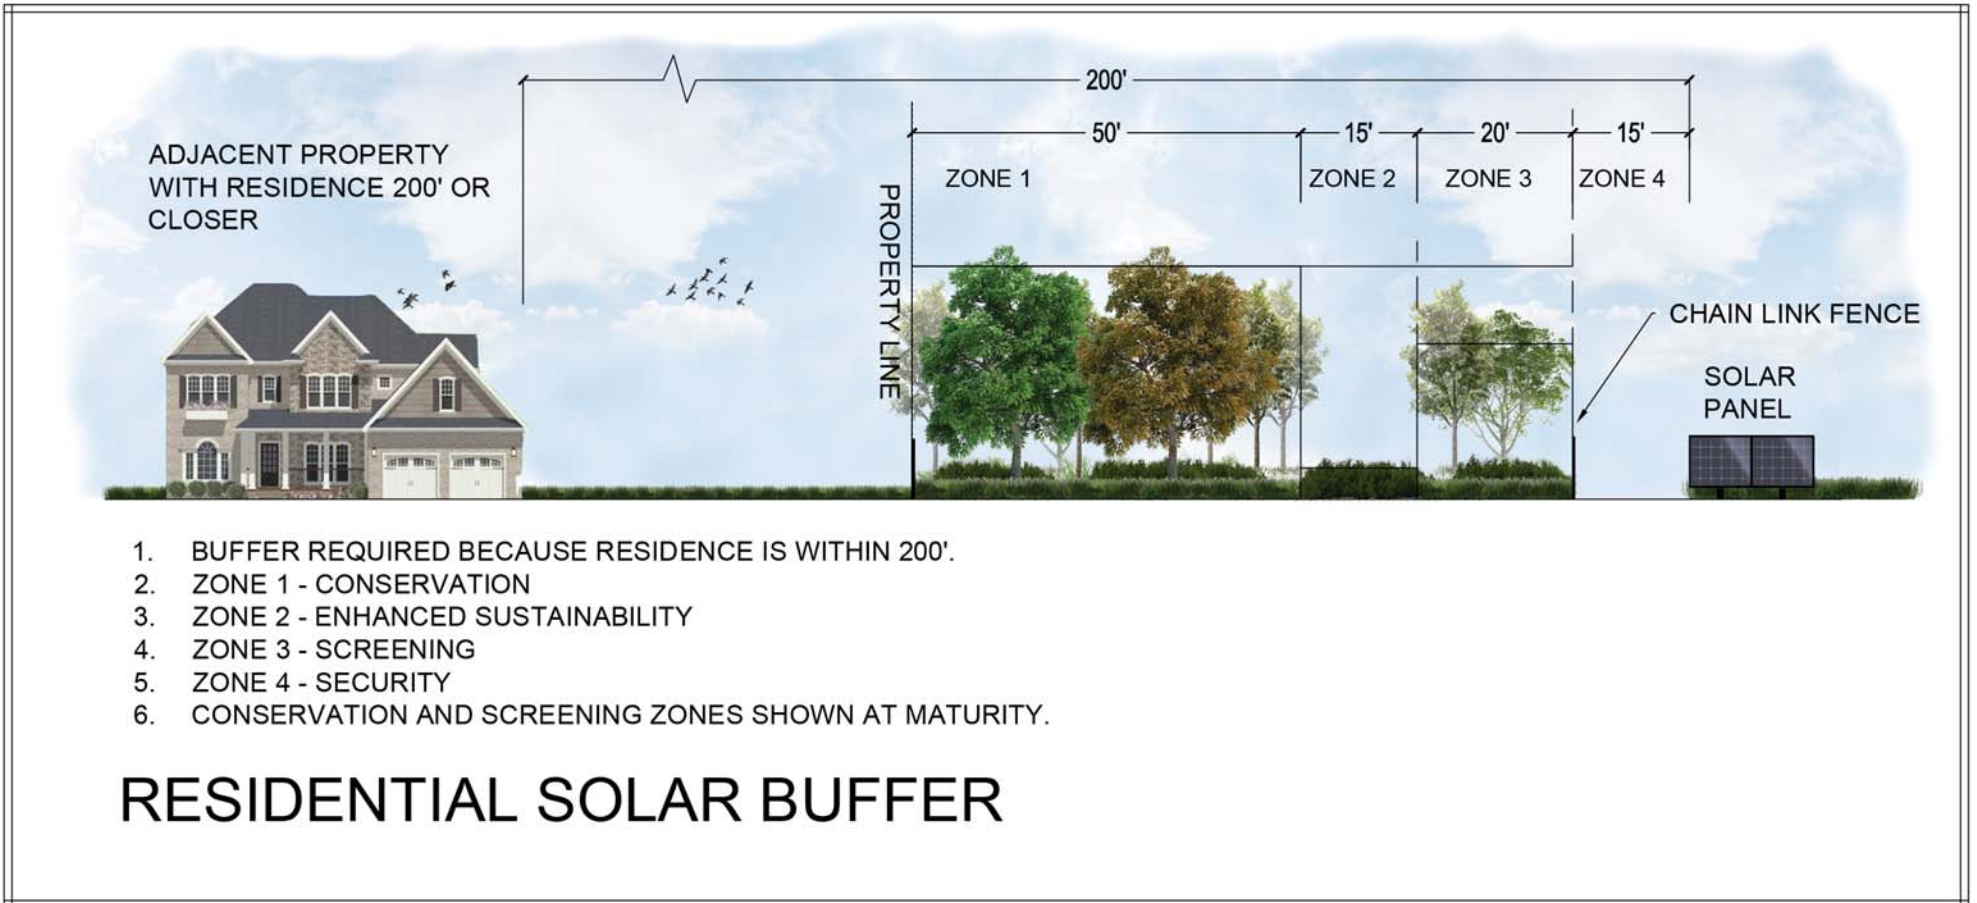 200'
50'
15'
20'
15'
ADJACENT PROPERTY
WITH RESIDENCE 200' OR
CLOSER
PROPERTY LINE
ZONE 1
ZONE 2
ZONE 3
ZONE 4
CHAIN LINK FENCE
SOLAR
PANEL
1. BUFFER REQUIRED BECAUSE RESIDENCE IS WITHIN 200'.
2. ZONE 1 - CONSERVATION
3. ZONE 2 - ENHANCED SUSTAINABILITY
4. ZONE 3 - SCREENING
5. ZONE 4 - SECURITY
6. CONSERVATION AND SCREENING ZONES SHOWN AT MATURITY.
RESIDENTIAL SOLAR BUFFER